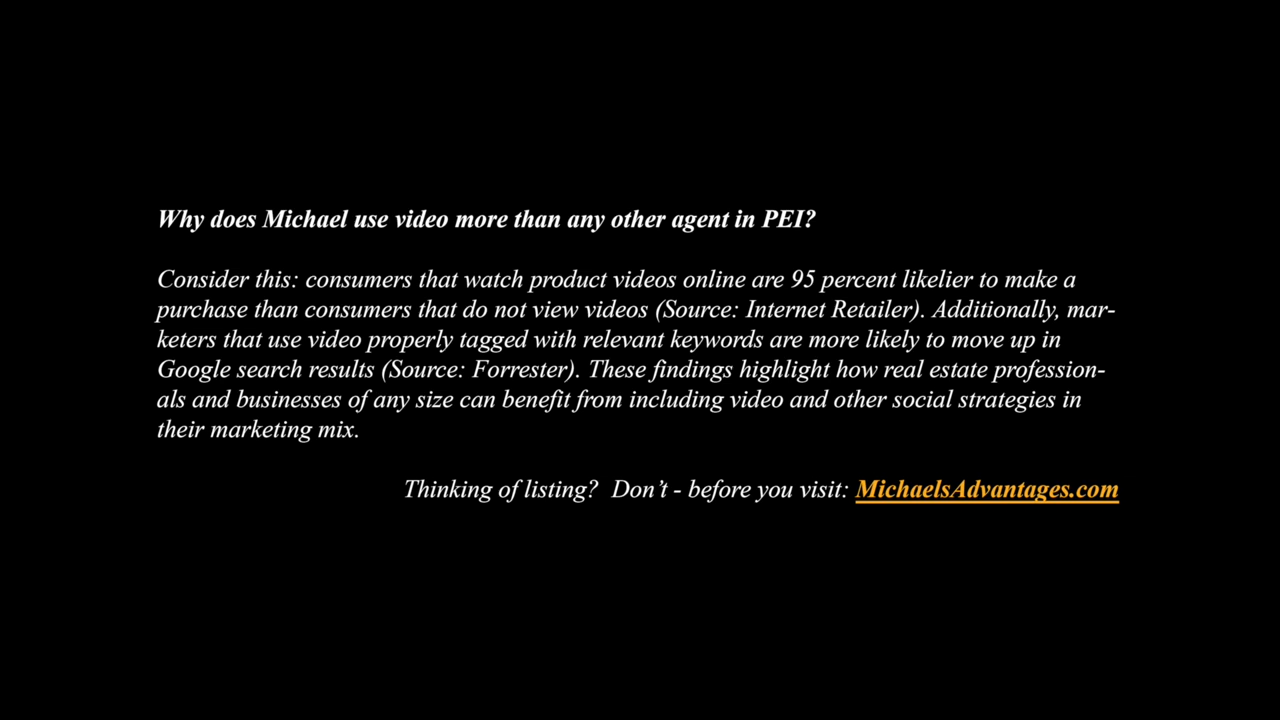 Why does Michael use video more than any other agent in PEI?
Consider this: consumers that watch product videos online are 95 percent likelier to make a
purchase than consumers that do not view videos (Source: Internet Retailer). Additionally, mar-
keters that use video properly tagged with relevant keywords are more likely to move up in
Google search results (Source: Forrester). These findings highlight how real estate profession-
als and businesses of any size can benefit from including video and other social strategies in
their marketing mix.
Thinking of listing?  Don’t - before you visit: MichaelsAdvantages.com